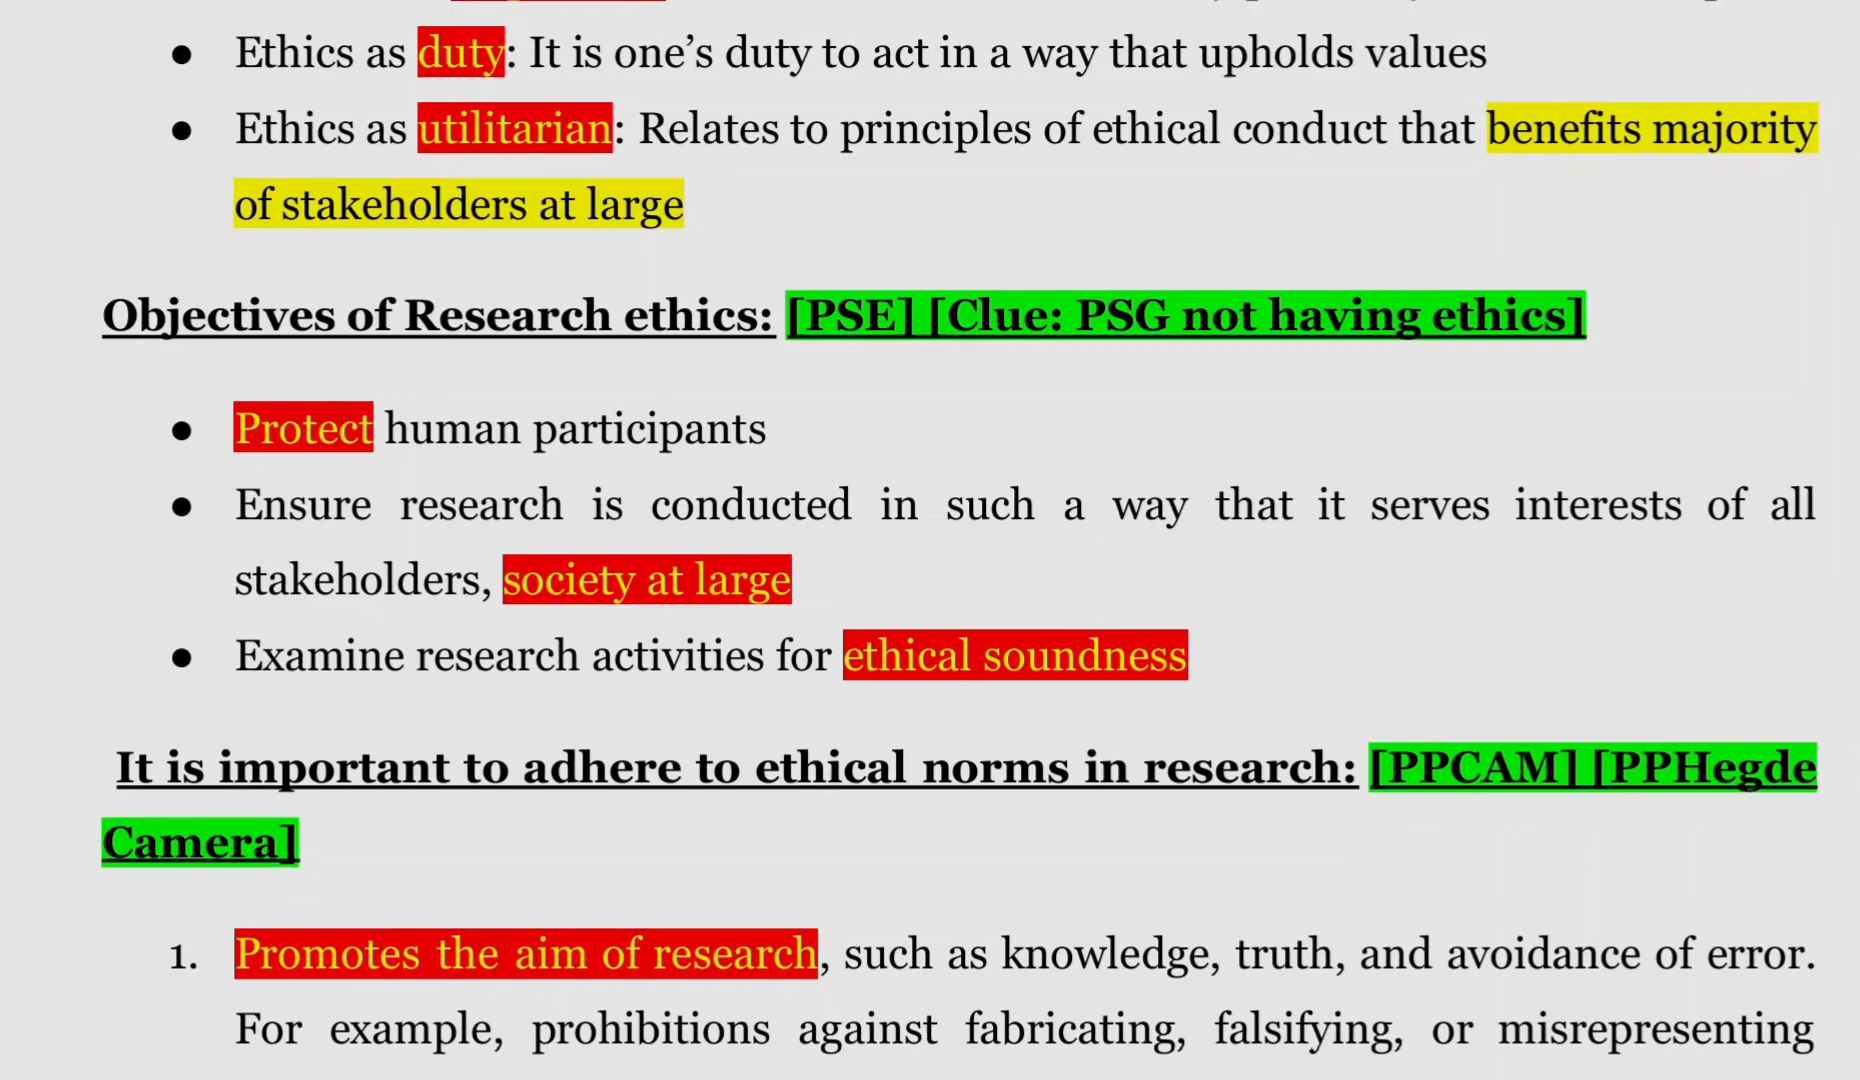 ● Ethics as duty: It is one’s duty to act in a way that upholds values
● Ethics as utilitarian: Relates to principles of ethical conduct that benefits majority
of stakeholders at large
Objectives of Research ethics: [PSE] [Clue: PSG not having ethics]
● Protect human participants
● Ensure research is conducted in such a way that it serves interests of all
stakeholders, society at large
● Examine research activities for ethical soundness
It is important to adhere to ethical norms in research: [PPCAM] [PPHegde
Camera]
1. Promotes the aim of research, such as knowledge, truth, and avoidance of error.
For example, prohibitions against fabricating, falsifying, or misrepresenting